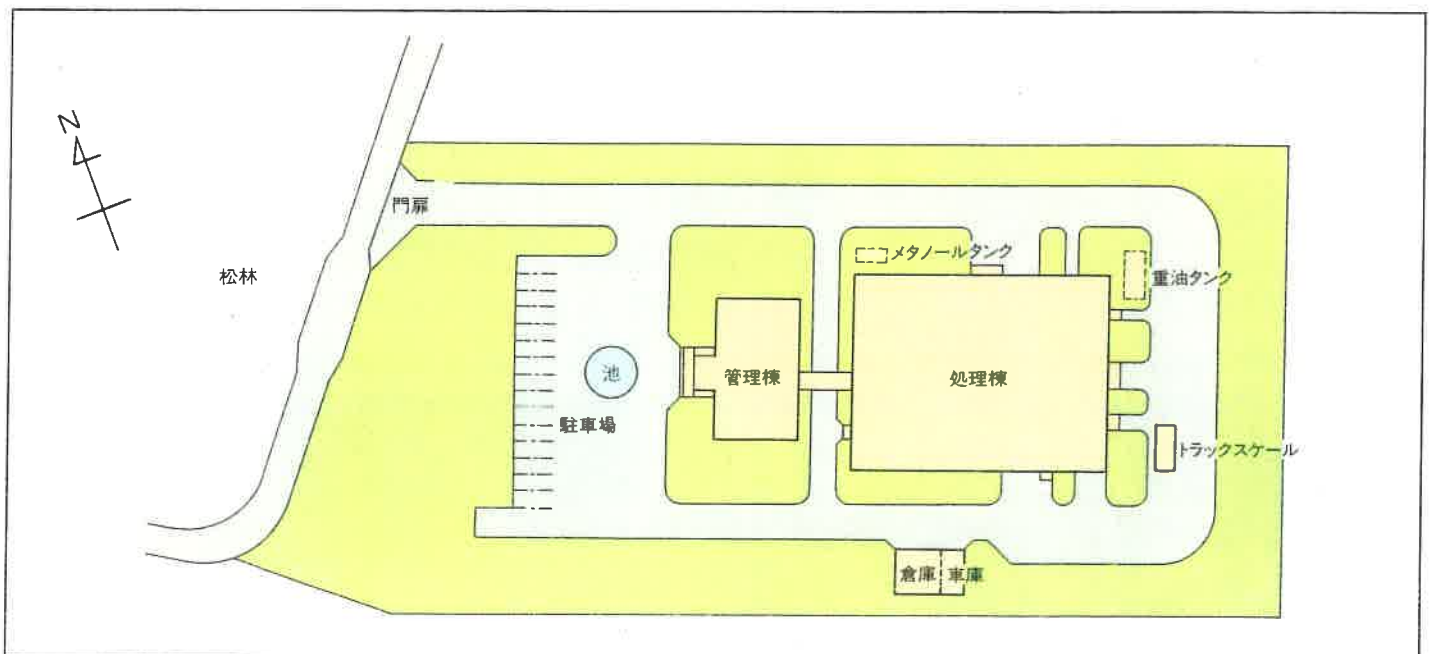 N
門扉
松林
メタノールタンク
重油タンク
池
管理棟
処理棟
駐車場
トラックスケール
倉庫
車庫